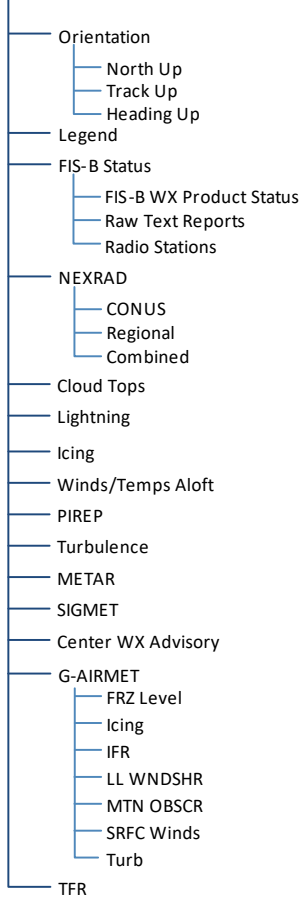 Orientation
North Up
Track Up
Heading Up
Legend
FIS-B Status
FIS-B WX Product Status
Raw Text Reports
Radio Stations
NEXRAD
CONUS
Regional
Combined
Cloud Tops
Lightning
Icing
Winds/Temps Aloft
PIREP
Turbulence
METAR
SIGMET
Center WX Advisory
G-AIRMET
FRZ Level
Icing
IFR
LL WNDSHR
MTN OBSCR
SRFC Winds
Turb
TFR